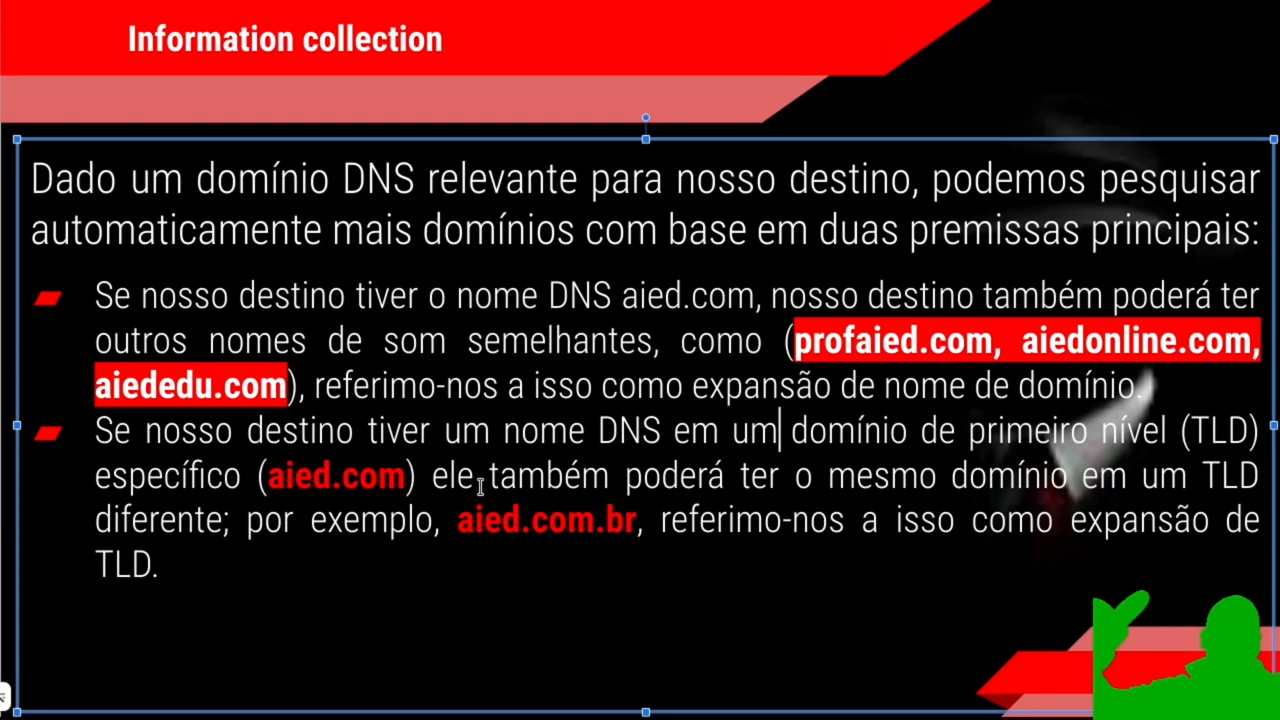 Information collection
Dado um domínio DNS relevante para nosso destino, podemos pesquisar
automaticamente mais domínios com base em duas premissas principais:
Se nosso destino tiver o nome DNS aied.com, nosso destino também poderá ter
outros nomes de som semelhantes, como (profaied.com, aiedonline.com,
aiededu.com), referimo-nos a isso como expansão de nome de domínio.
Se nosso destino tiver um nome DNS em um domínio de primeiro nível (TLD)
específico (aied.com) ele também poderá ter o mesmo domínio em um TLD
diferente; por exemplo, aied.com.br, referimo-nos a isso como expansão de
TLD.